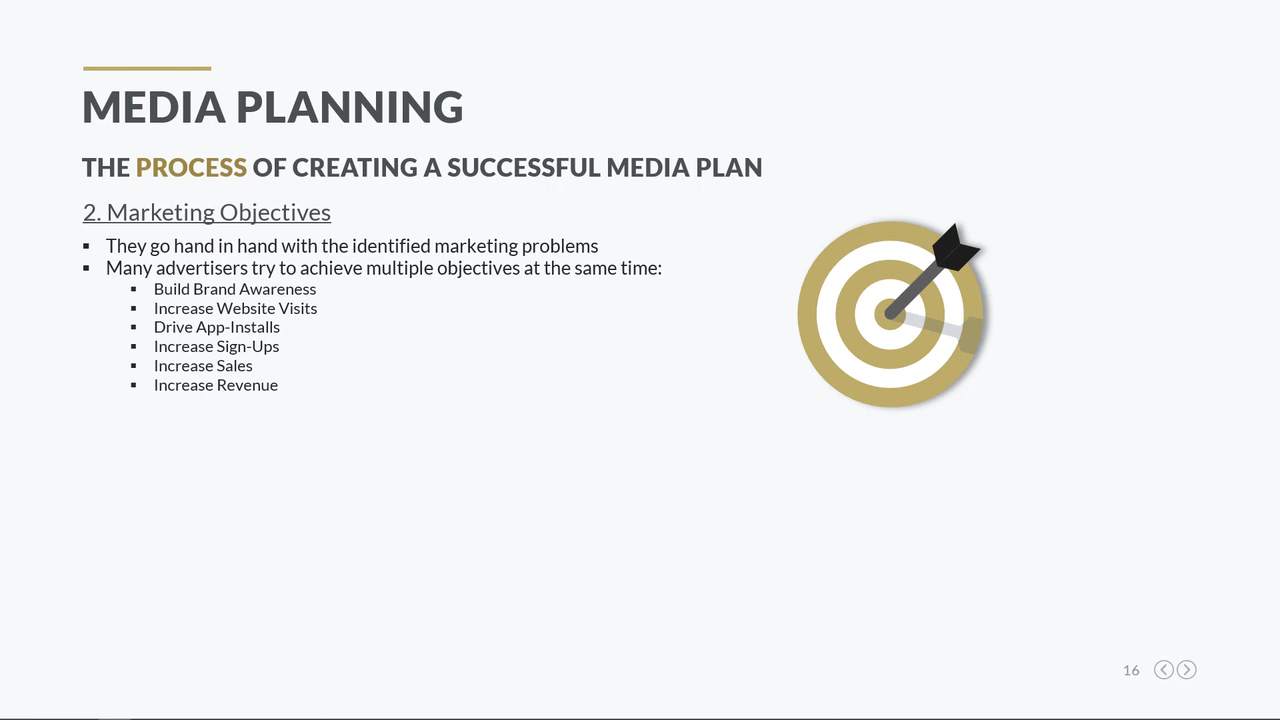 MEDIA PLANNING
THE PROCESS OF CREATING A SUCCESSFUL MEDIA PLAN
2. Marketing Objectives
▪ They go hand in hand with the identified marketing problems
▪ Many advertisers try to achieve multiple objectives at the same time:
▪ Build Brand Awareness
▪ Increase Website Visits
▪ Drive App-Installs
▪ Increase Sign-Ups
▪ Increase Sales
▪ Increase Revenue
16